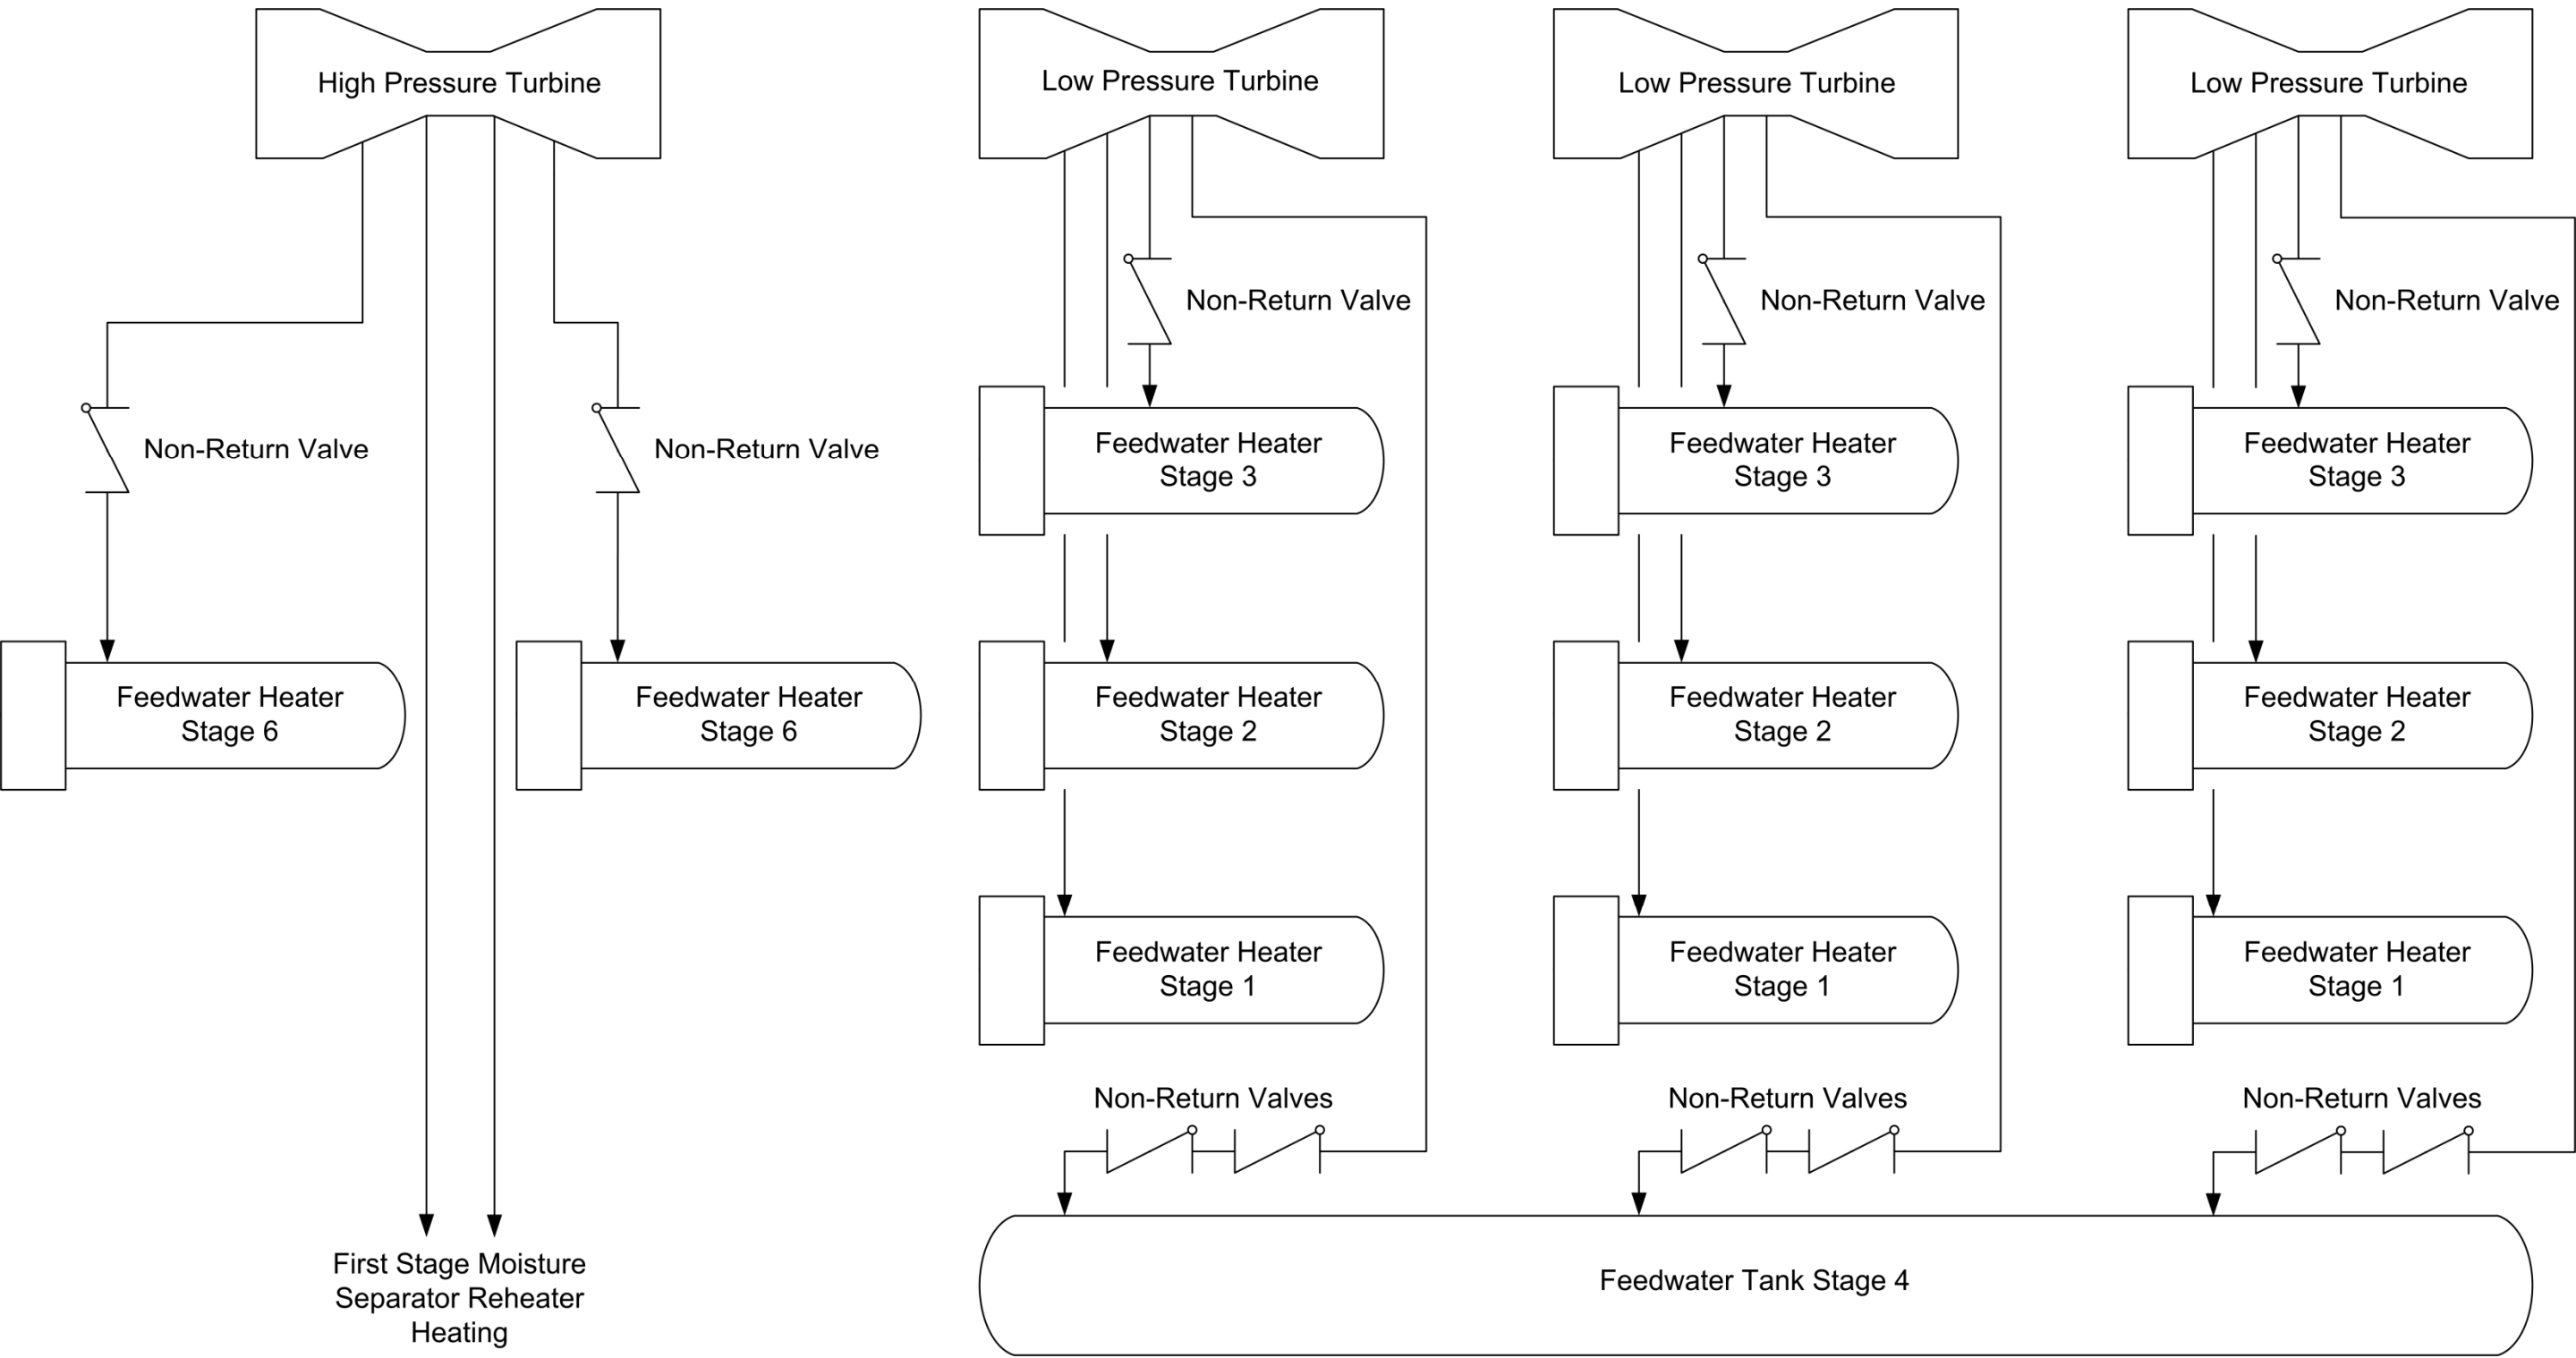 High Pressure Turbine
Low Pressure Turbine
Low Pressure Turbine
Low Pressure Turbine
Non-Return Valve
Non-Return Valve
Non-Return Valve
Non-Return Valve
Non-Return Valve
Feedwater Heater
Stage 3
Feedwater Heater
Stage 3
Feedwater Heater
Stage 3
Feedwater Heater
Stage 6
Feedwater Heater
Stage 6
Feedwater Heater
Stage 2
Feedwater Heater
Stage 2
Feedwater Heater
Stage 2
Feedwater Heater
Stage 1
Feedwater Heater
Stage 1
Feedwater Heater
Stage 1
Non-Return Valves
Non-Return Valves
Non-Return Valves
First Stage Moisture
Separator Reheater
Heating
Feedwater Tank Stage 4